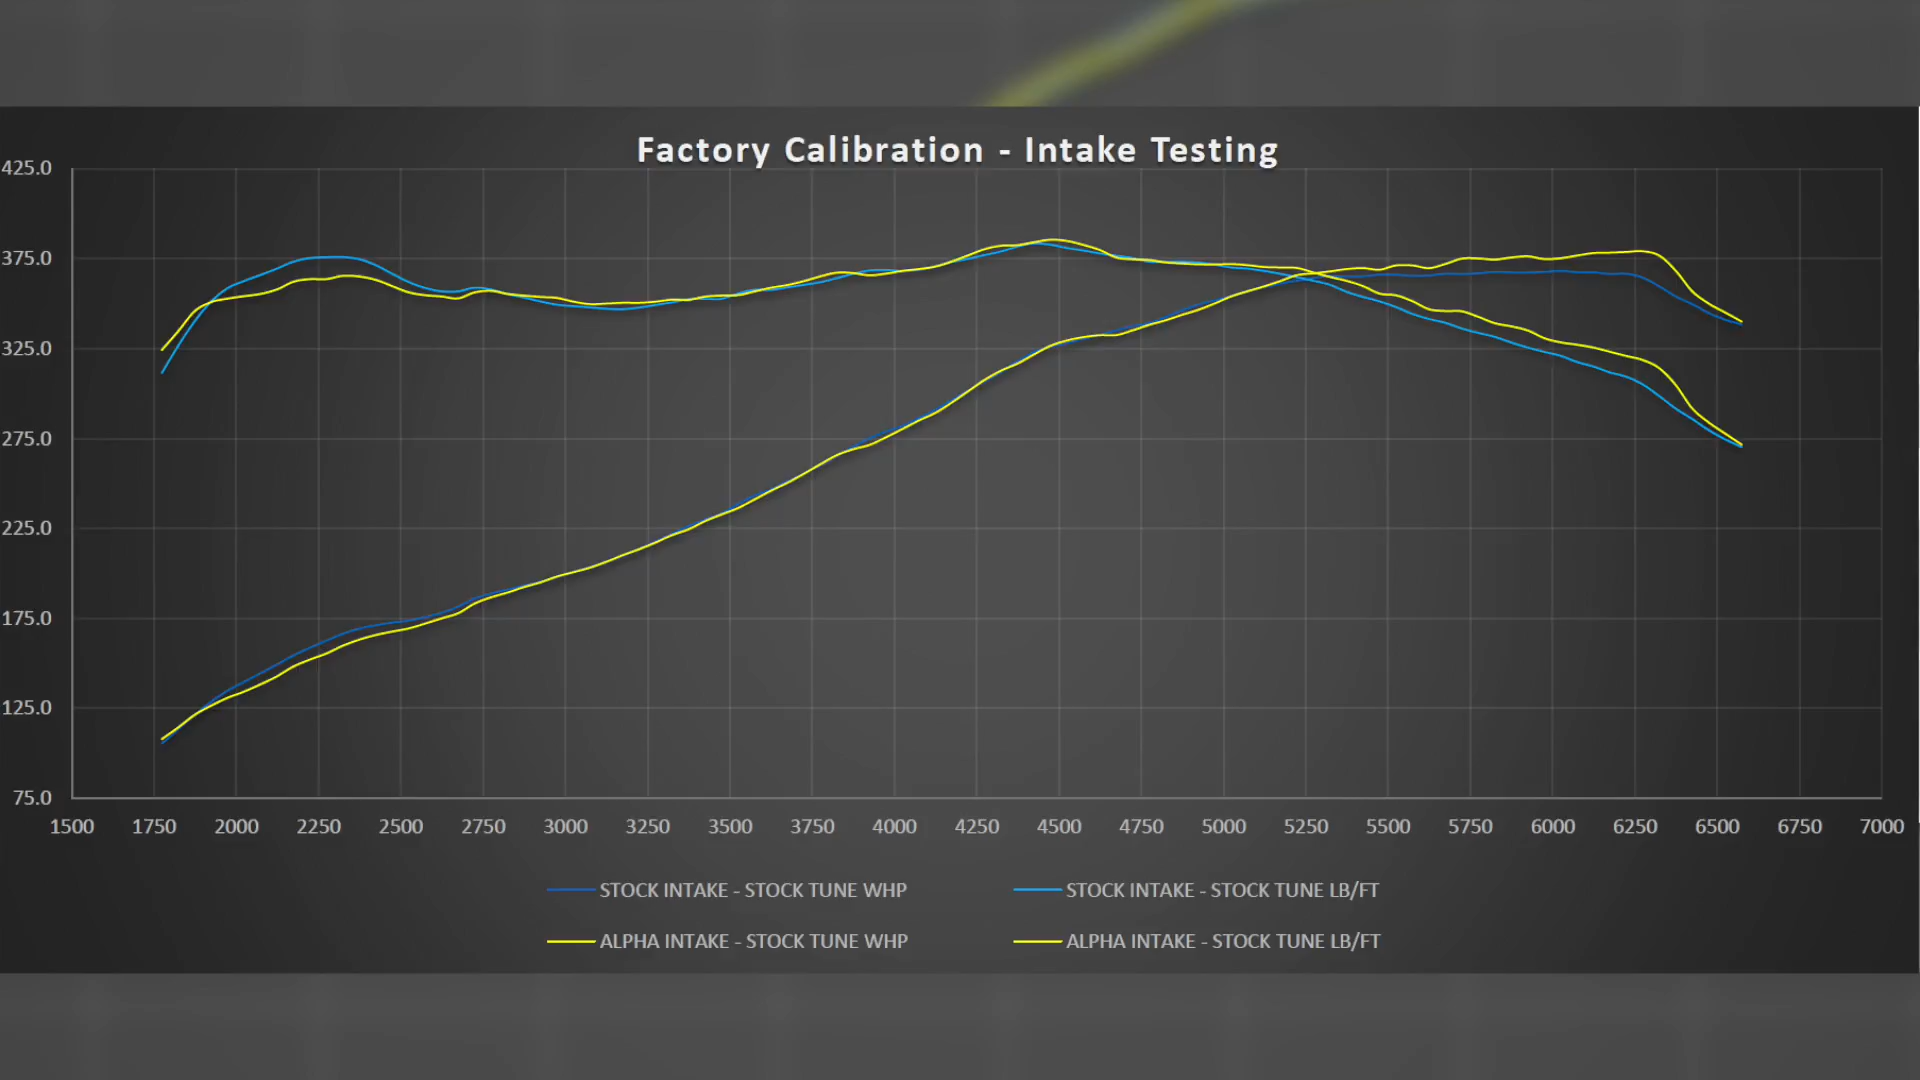 Factory Calibration - Intake Testing
425.0
375.0
325.0
275.0
225.0
175.0
125.0
75.0
1500 1750 2000 2250 2500 2750 3000 3250 3500 3750 4000 4250 4500 4750 5000 5250 5500 5750 6000 6250 6500 6750 7000
STOCK INTAKE - STOCK TUNE WHP STOCK INTAKE - STOCK TUNE LB/FT
ALPHA INTAKE - STOCK TUNE WHP ALPHA INTAKE - STOCK TUNE LB/FT